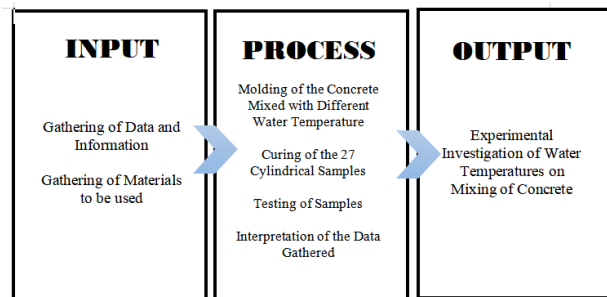 INPUT
Gathering of Data and
Information
Gathering of Materials
to be used
PROCESS
Molding of the Concrete
Mixed with Different
Water Temperature
Curing of the 27
Cylindrical Samples
Testing of Samples
Interpretation of the Data
Gathered
OUTPUT
Experimental
Investigation of Water
Temperatures on
Mixing of Concrete